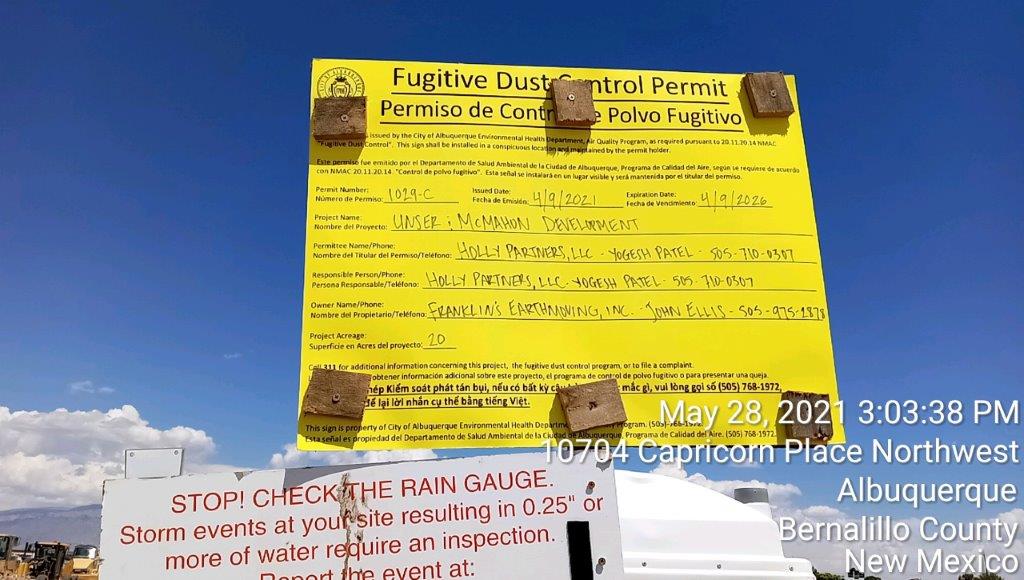 Fugitive Dust Control Permit
Permiso de Contr de Polvo Fugitivo
issued by the City of Albuquerque Environmental Health Department, Air Quality Program, as required pursuant to 20.11.20.14 NMAC
"Fugitive Dust Control". This sign shall be installed in a conspicuous location and maintained by the permit holder.
Este permiso fue emitido por el Departamento de Salud Ambiental de la Ciudad de Albuquerque, Programa de Calidad del Aire, según se requiere de acuerdo
con NMAC 20.11.20.14 "Control de polvo fugitivo". Esta señal se instalará en un lugar visible y será mantenida por el titular del permiso.
Permit Number: Issued Date: Expiration Date:
Número de Permiso: 1029-C Fecha de Emisión: 4/9/2021 Fecha de Vencimiento: 4/9/2026
Project Name:
Nombre del Proyecto: UNSER & McMAHON DEVELOPMENT
Permittee Name/Phone:
Nombre del Titular del Permiso/Teléfono: HOLLY PARTNERS, LLC - YOGESH PATEL - 505-710-0307
Responsible Person/Phone:
Persona Responsable/Teléfono: HOLLY PARTNERS, LLC - YOGESH PATEL - 505-710-0307
Owner Name/Phone:
Nombre del Propietario/Teléfono: FRANKLIN'S EARTHMOVING, INC. - JOHN ELLIS - 505-975-2878
Project Acreage:
Superficie en Acres del proyecto: 20
Call 311 for additional information concerning this project, the fugitive dust control program, or to file a complaint.
obtener información adicional sobre este proyecto, el programa de control de polvo fugitivo o para presentar una queja.
hép Kiểm soát phát tán bụi, nếu có bất kỳ mắc gì, vui lòng gọi số (505) 768-1972,
để lại lời nhắn cụ thể bằng tiếng Việt.
This sign is property of City of Albuquerque Environmental Health Department Program. (505)-768-1972
Esta señal es propiedad del Departamento de Salud Ambiental de la Ciudad de Albuquerque, Programa de Calidad del Aire. (505) 768-1972
STOP! CHECK THE RAIN GAUGE.
Storm events at your site resulting in 0.25" or
more of water require an inspection.
Report the event at:
May 28, 2021 3:03:38 PM
10704 Capricorn Place Northwest
Albuquerque
Bernalillo County
New Mexico